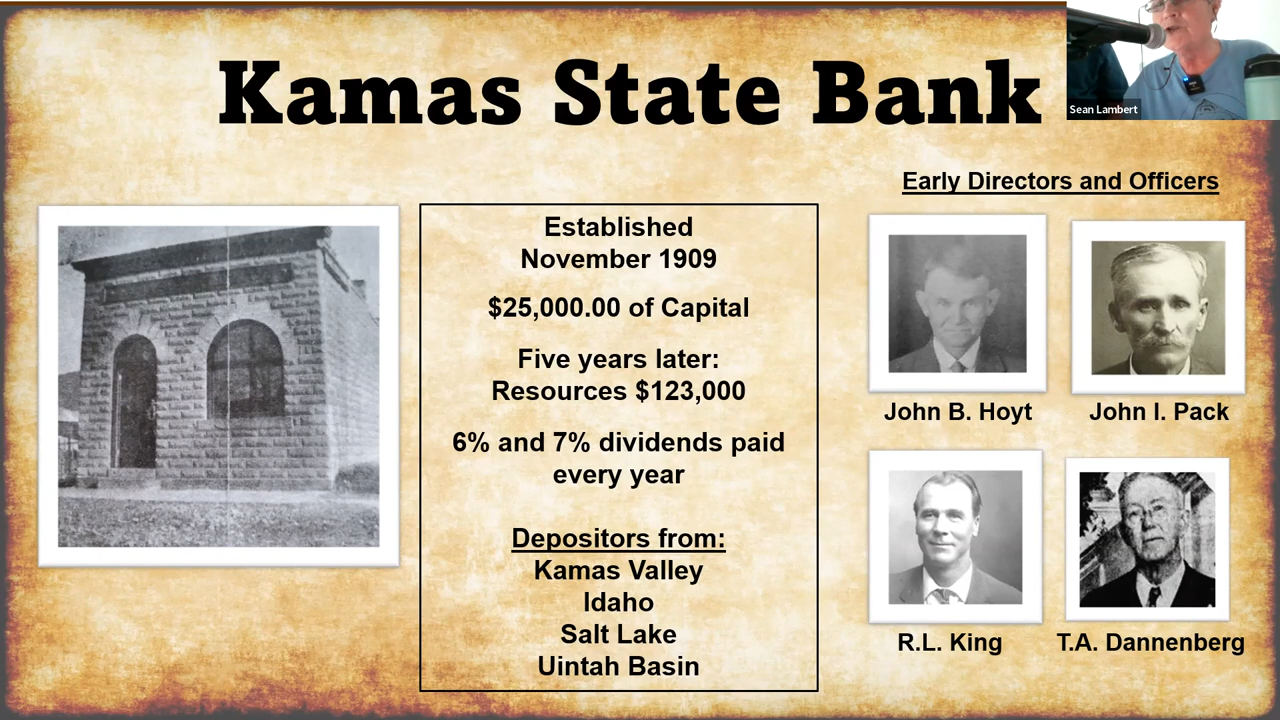 Kamas State Bank
Sean Lambert
Early Directors and Officers
Established
November 1909
$25,000.00 of Capital
Five years later:
Resources $123,000
6% and 7% dividends paid
every year
Depositors from:
Kamas Valley
Idaho
Salt Lake
Uintah Basin
John B. Hoyt
John I. Pack
R.L. King
T.A. Dannenberg